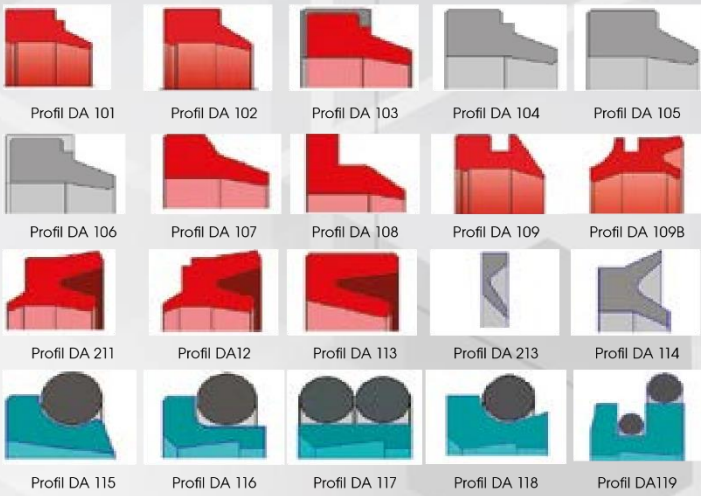 Profil DA 101 Profil DA 102 Profil DA 103 Profil DA 104 Profil DA 105
Profil DA 106 Profil DA 107 Profil DA 108 Profil DA 109 Profil DA 109B
Profil DA 211 Profil DA12 Profil DA 113 Profil DA 213 Profil DA 114
Profil DA 115 Profil DA 116 Profil DA 117 Profil DA 118 Profil DA119